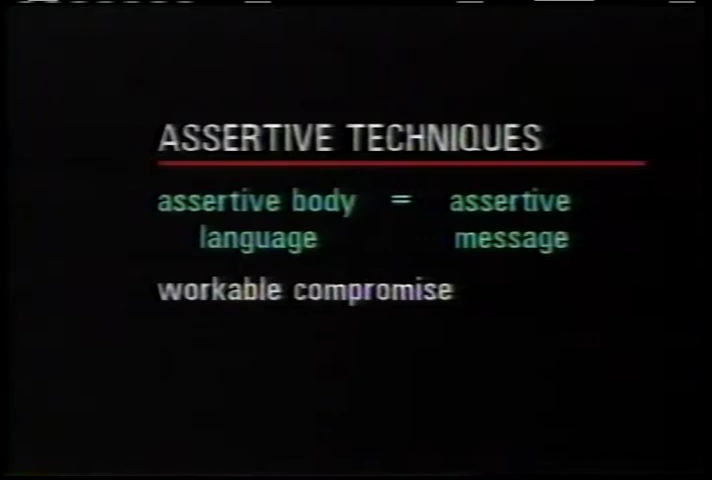 ASSERTIVE TECHNIQUES
assertive body = assertive
language message
workable compromise